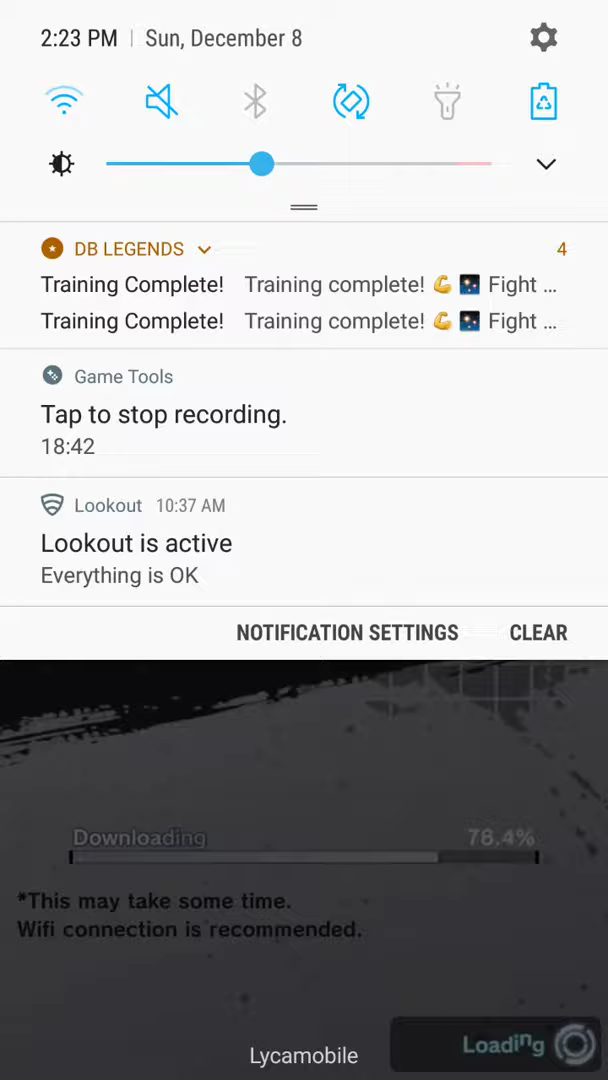 2:23 PM | Sun, December 8
DB LEGENDS 4
Training Complete! Training complete! 💪 🌠 Fight ...
Training Complete! Training complete! 💪 🌠 Fight ...
Game Tools
Tap to stop recording.
18:42
Lookout 10:37 AM
Lookout is active
Everything is OK
NOTIFICATION SETTINGS CLEAR
Downloading 76.4%
*This may take some time.
Wifi connection is recommended.
Loading
Lycamobile